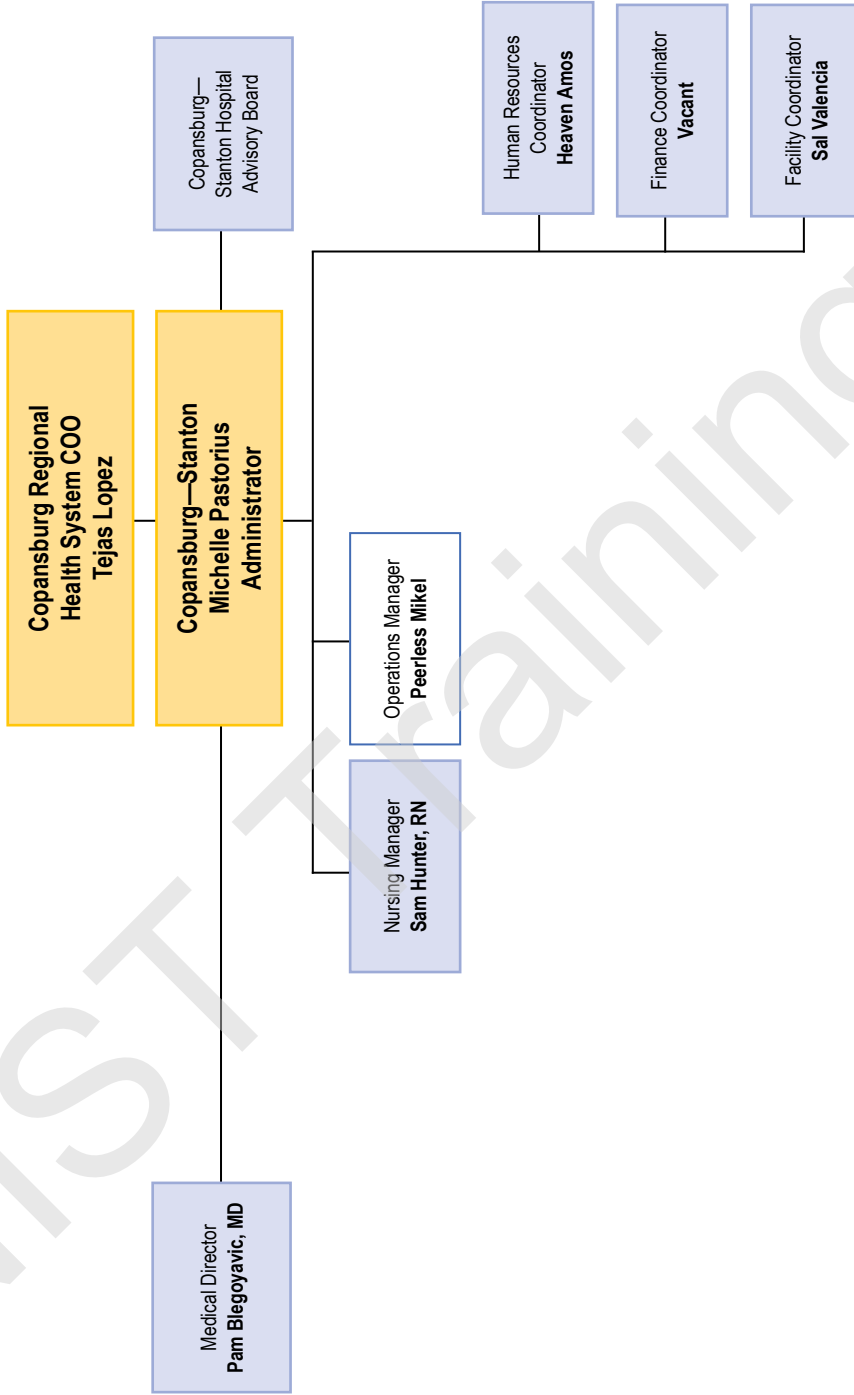 Copansburg Regional
Health System COO
Tejas Lopez
Copansburg—Stanton
Michelle Pastorius
Administrator
Copansburg—
Stanton Hospital
Advisory Board
Medical Director
Pam Blegoyavic, MD
Nursing Manager
Sam Hunter, RN
Operations Manager
Peerless Mikel
Human Resources
Coordinator
Heaven Amos
Finance Coordinator
Vacant
Facility Coordinator
Sal Valencia
IST Training